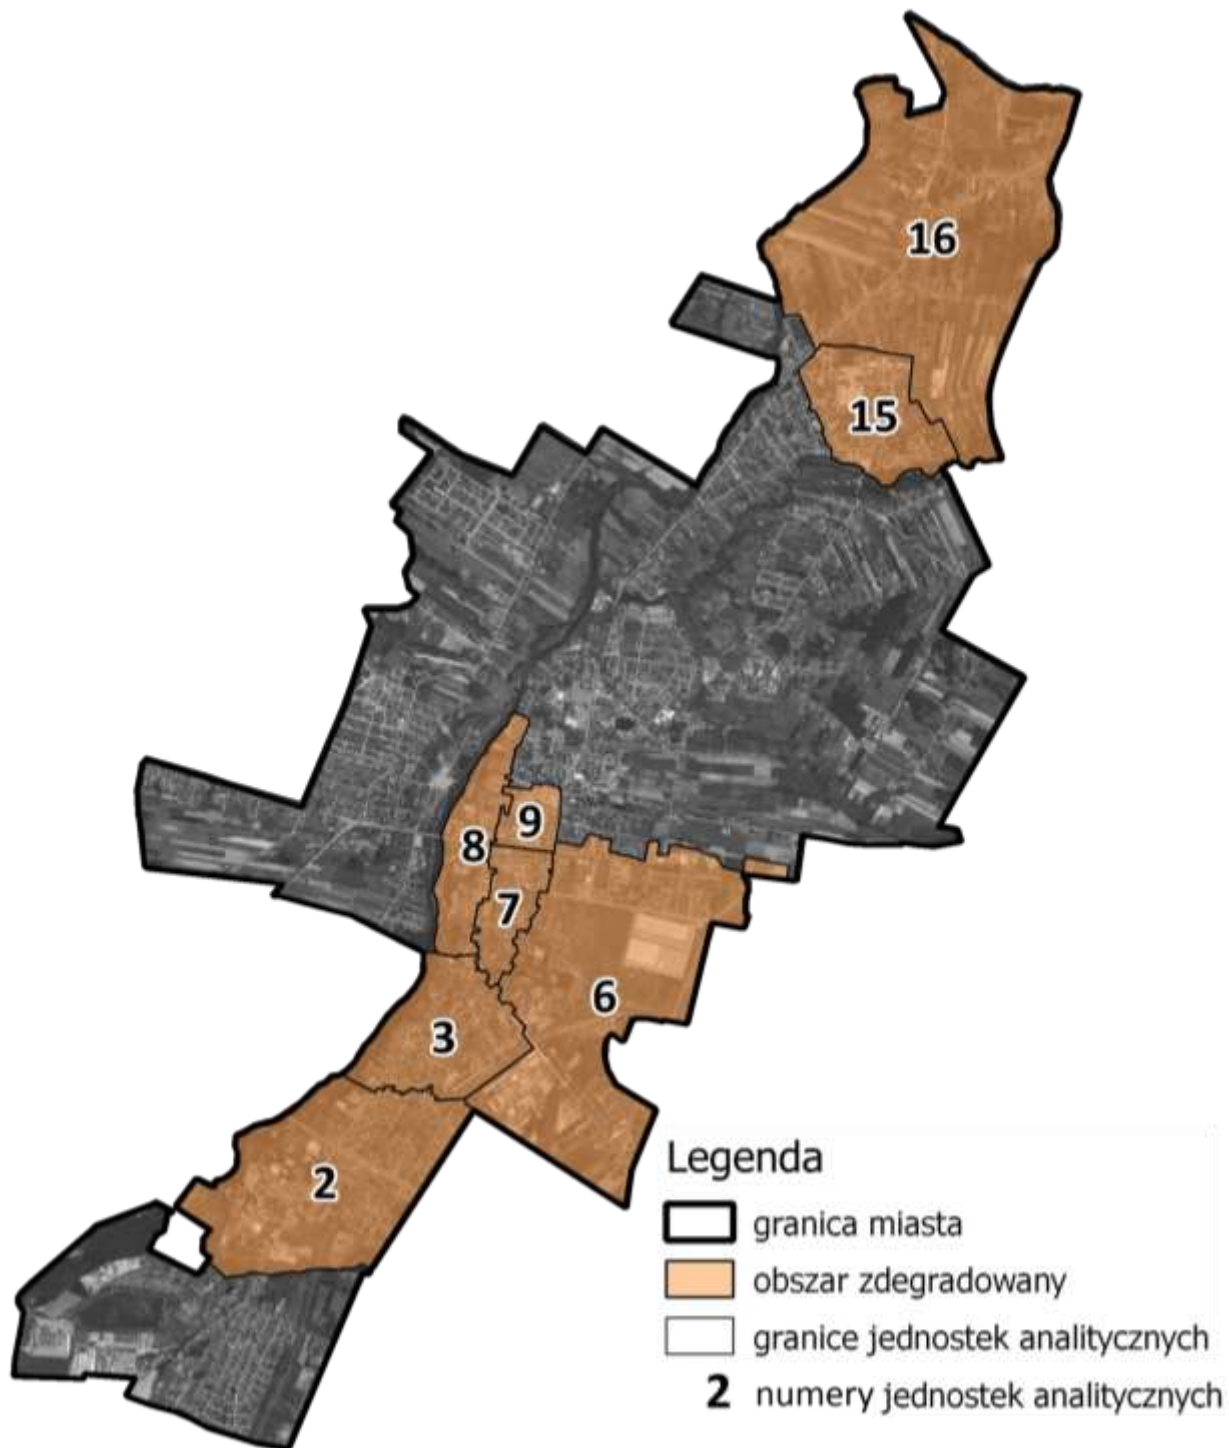 16
15
9
8
7
6
3
2
Legenda
granica miasta
obszar zdegradowany
granice jednostek analitycznych
2 numery jednostek analitycznych